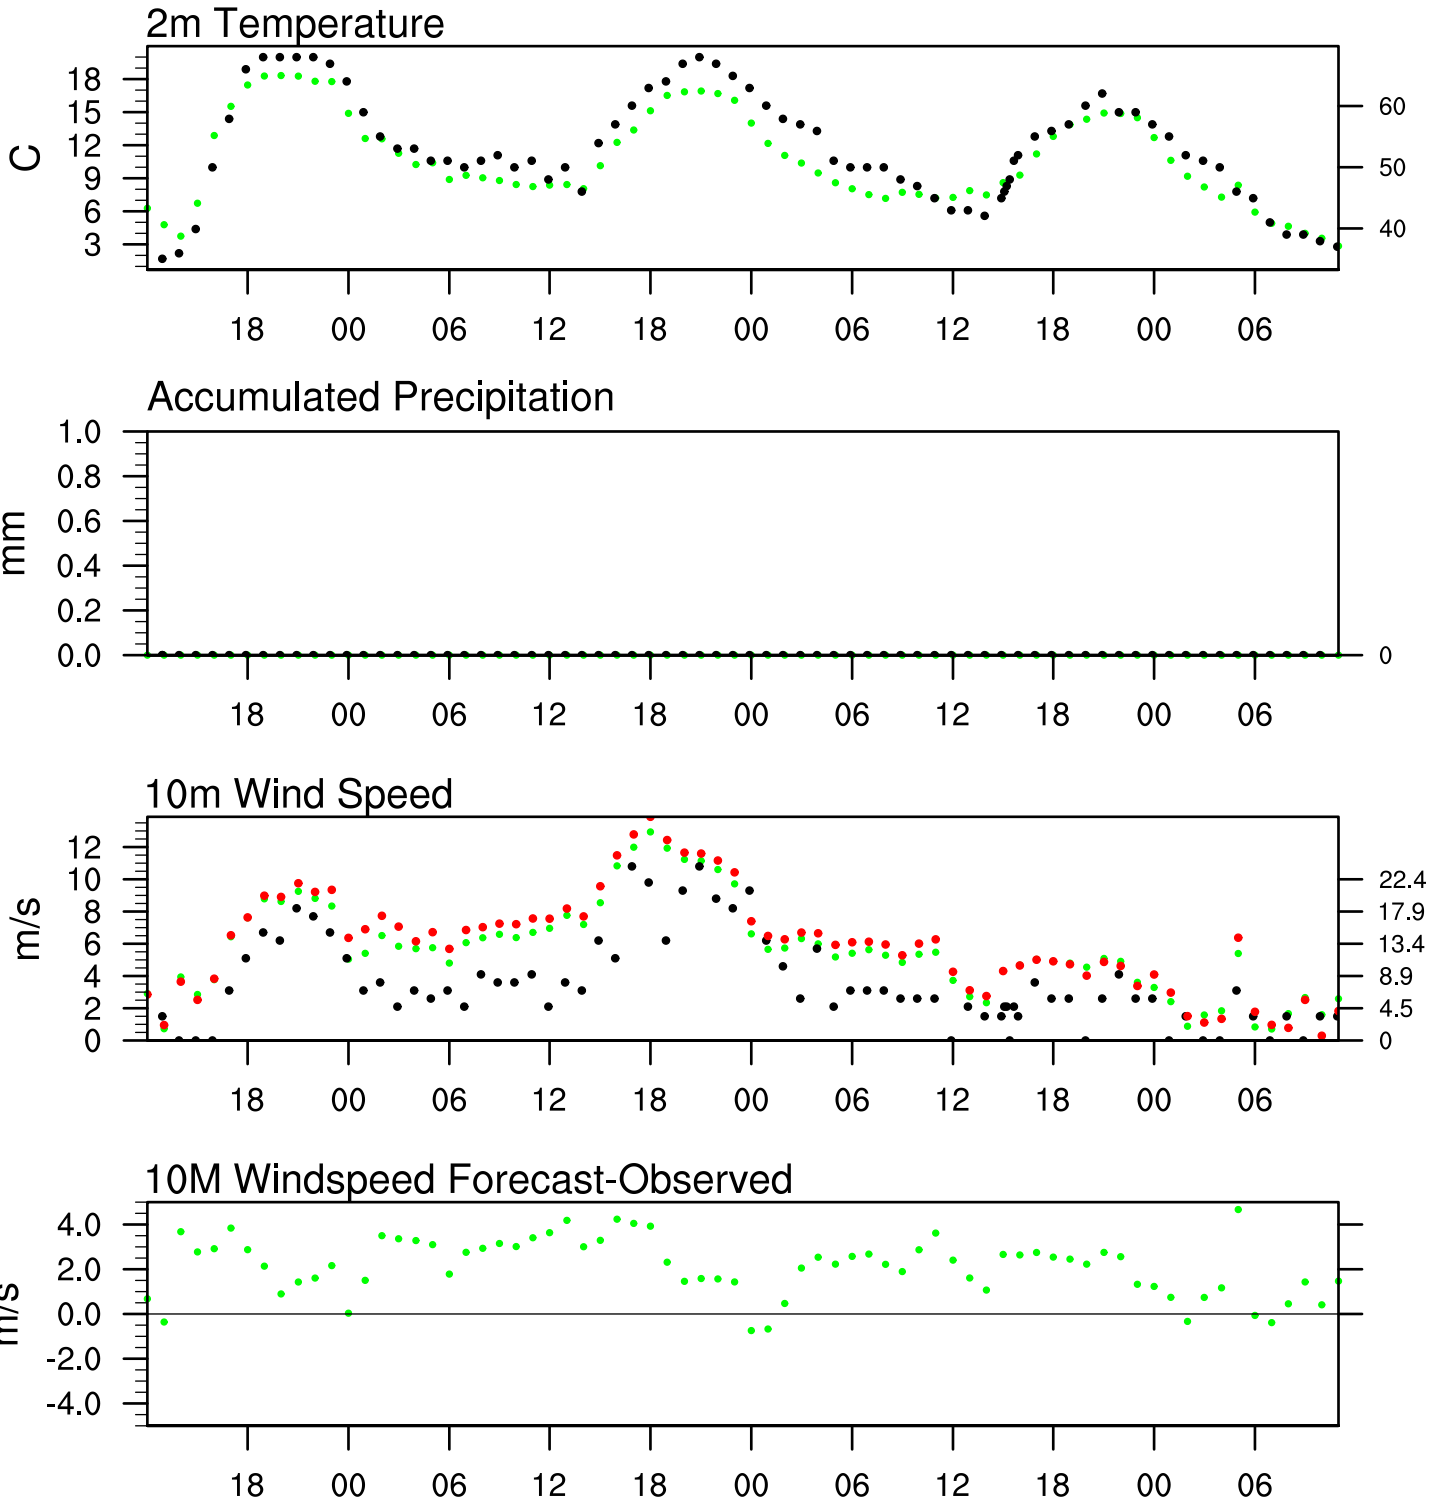 2m Temperature
18
15
12
9
6
3
C
60
50
40
18 00 06 12 18 00 06 12 18 00 06
Accumulated Precipitation
1.0
0.8
0.6
0.4
0.2
0.0
mm
0
18 00 06 12 18 00 06 12 18 00 06
10m Wind Speed
12
10
8
6
4
2
0
m/s
22.4
17.9
13.4
8.9
4.5
0
18 00 06 12 18 00 06 12 18 00 06
10M Windspeed Forecast-Observed
4.0
2.0
0.0
-2.0
-4.0
m/s
18 00 06 12 18 00 06 12 18 00 06